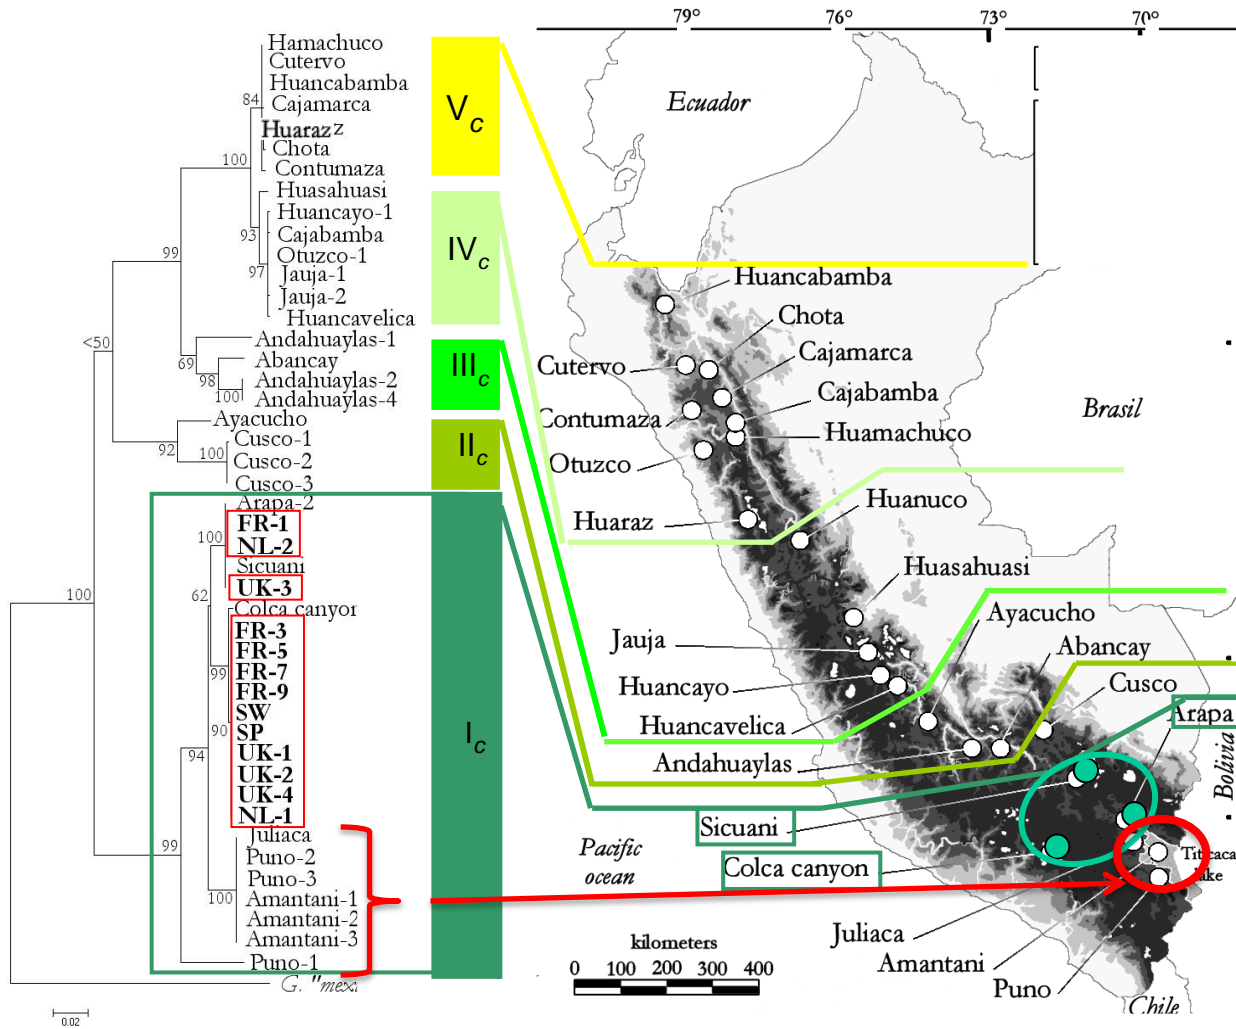 79°
76°
73°
70°
Hamachuco
Cutervo
Huancabamba
84
Cajamarca
Huaraz z
Chota
100
Contumaza
Huasahuasi
Huancayo-1
93
Cajabamba
99
Otuzco-1
97
Jauja-1
Jauja-2
Huancavelica
<50
Andahuaylas-1
69
Abancay
98
Andahuaylas-2
100
Andahuaylas-4
Ayacucho
Cusco-1
92
100
Cusco-2
Cusco-3
Arapa-2
FR-1
100
NL-2
Sicuani
UK-3
62
100
Colca canyor
FR-3
FR-5
99
FR-7
FR-9
SW
90
SP
94
UK-1
UK-2
UK-4
NL-1
Juliaca
99
Puno-2
Puno-3
100
Amantani-1
Amantani-2
Amantani-3
Puno-1
G. "mexi
0.02
Vc
IVc
IIIc
IIc
Ic
Ecuador
Huancabamba
Chota
Cutervo
Cajamarca
Cajabamba
Contumaza
Brasil
Huamachuco
Otuzco
Huanuco
Huaraz
Huasahuasi
Ayacucho
Jauja
Abancay
Huancayo
Cusco
Huancavelica
Arapa
Andahuaylas
Bolivia
Sicuani
Pacific
ocean
Colca canyon
Titicaca
lake
Juliaca
Amantani
Puno
Chile
kilometers
0 100 200 300 400